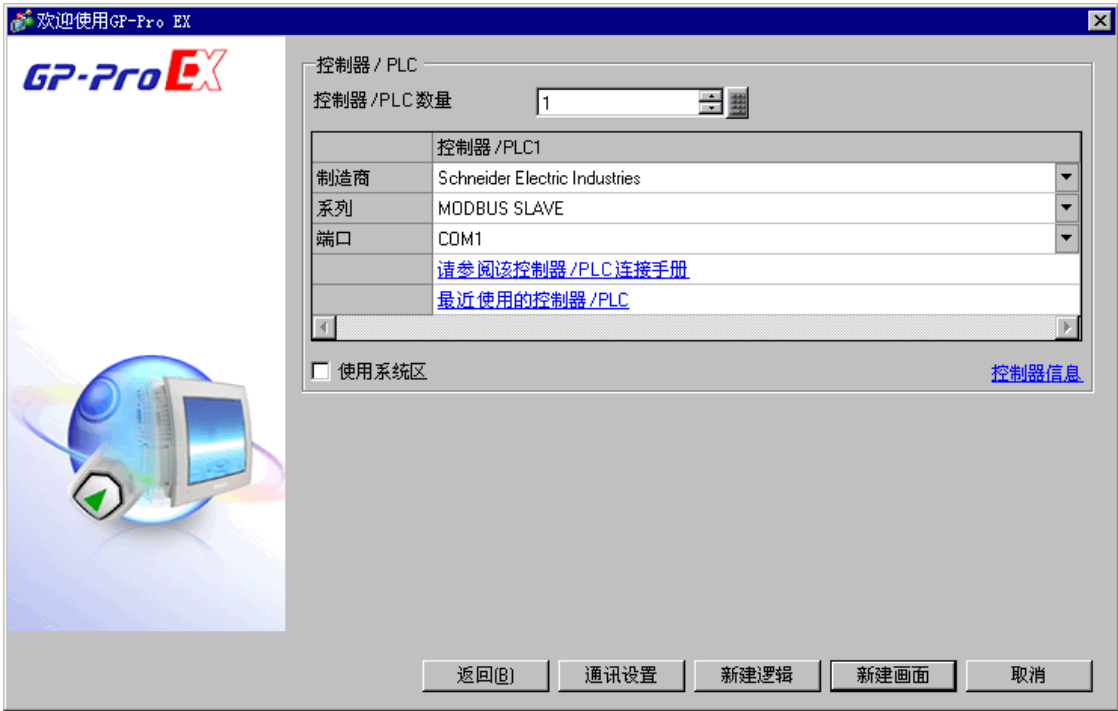 欢迎使用GP-Pro EX
GP-Pro EX
控制器 / PLC
控制器 /PLC 数量 1
控制器 /PLC1
制造商 Schneider Electric Industries
系列 MODBUS SLAVE
端口 COM1
请参阅该控制器 /PLC 连接手册
最近使用的控制器 /PLC
使用系统区 控制器信息
返回(B) 通讯设置 新建逻辑 新建画面 取消